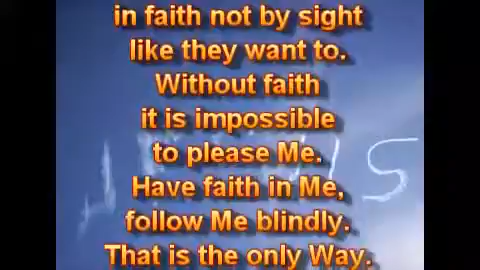 in faith not by sight
like they want to.
Without faith
it is impossible
to please Me.
Have faith in Me,
follow Me blindly.
That is the only Way.